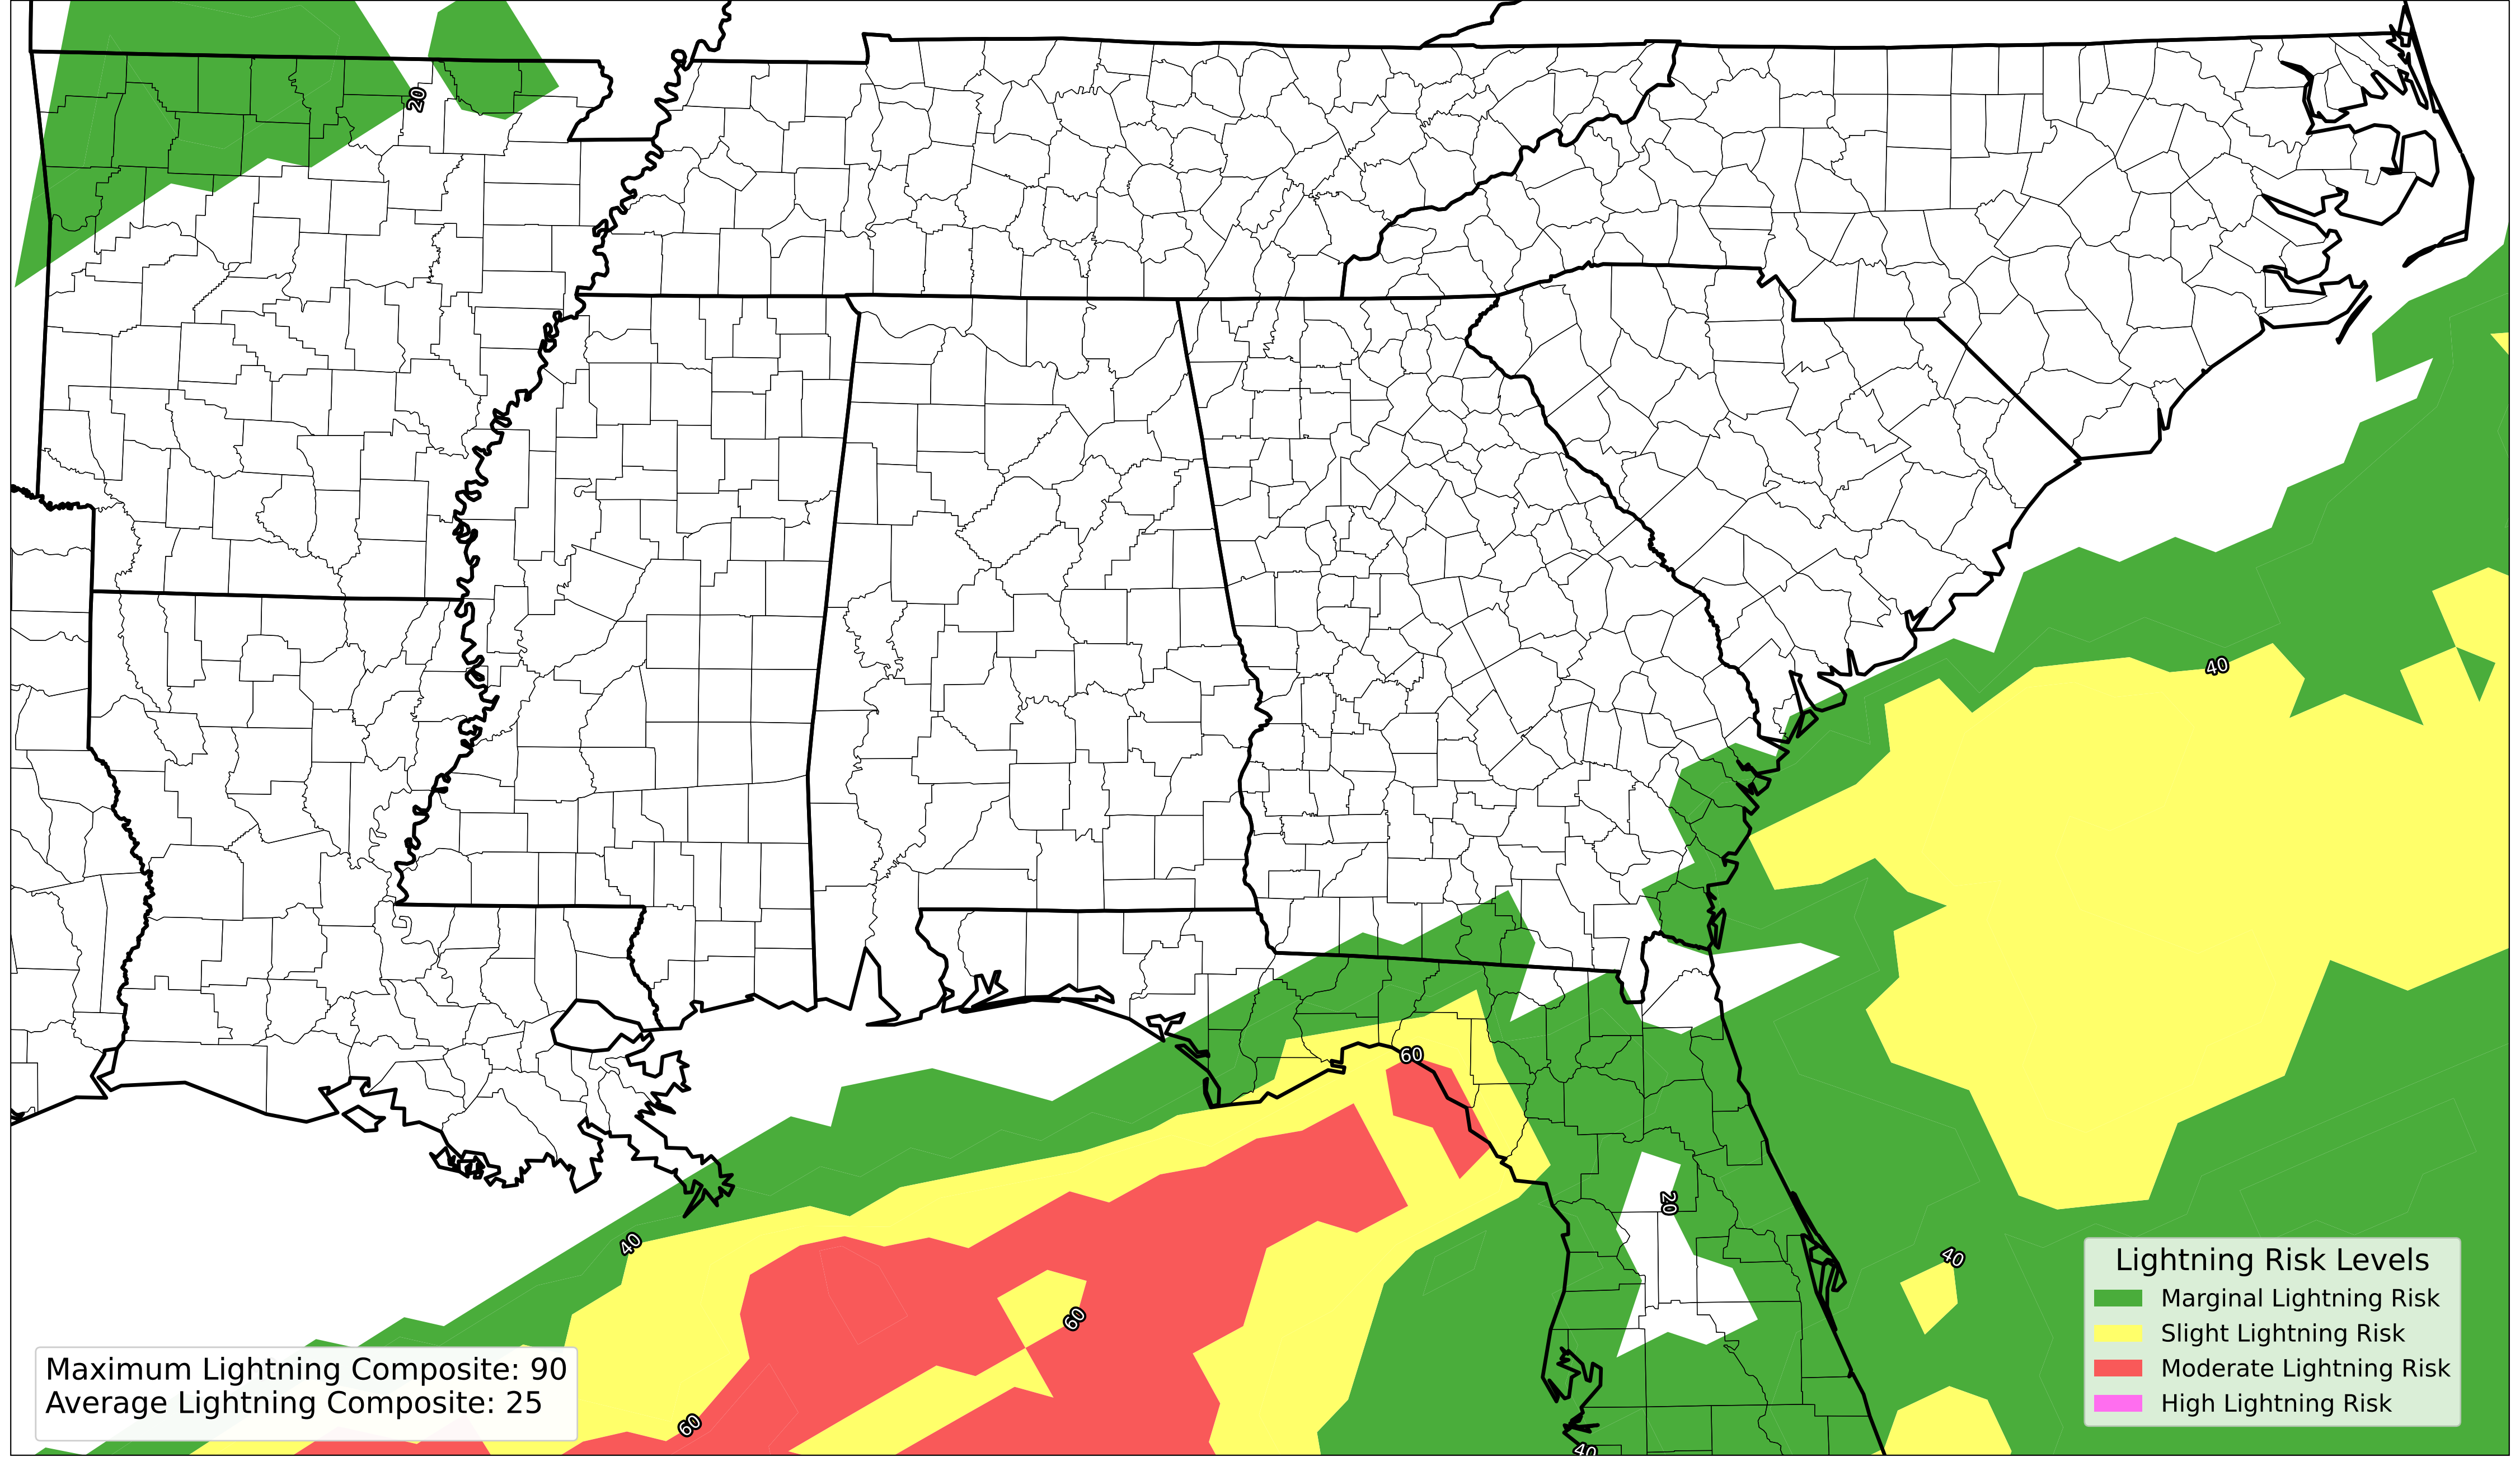 20
40
60
20
40
40
60
60
40
Lightning Risk Levels
Marginal Lightning Risk
Slight Lightning Risk
Moderate Lightning Risk
High Lightning Risk
Maximum Lightning Composite: 90
Average Lightning Composite: 25